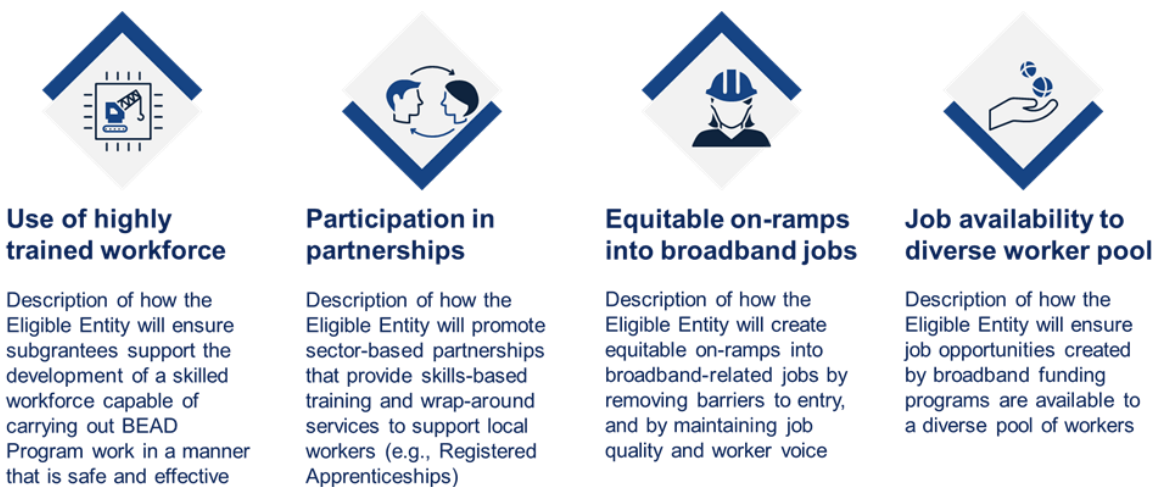 Use of highly
trained workforce
Description of how the
Eligible Entity will ensure
subgrantees support the
development of a skilled
workforce capable of
carrying out BEAD
Program work in a manner
that is safe and effective
Participation in
partnerships
Description of how the
Eligible Entity will promote
sector-based partnerships
that provide skills-based
training and wrap-around
services to support local
workers (e.g., Registered
Apprenticeships)
Equitable on-ramps
into broadband jobs
Description of how the
Eligible Entity will create
equitable on-ramps into
broadband-related jobs by
removing barriers to entry,
and by maintaining job
quality and worker voice
Job availability to
diverse worker pool
Description of how the
Eligible Entity will ensure
job opportunities created
by broadband funding
programs are available to
a diverse pool of workers